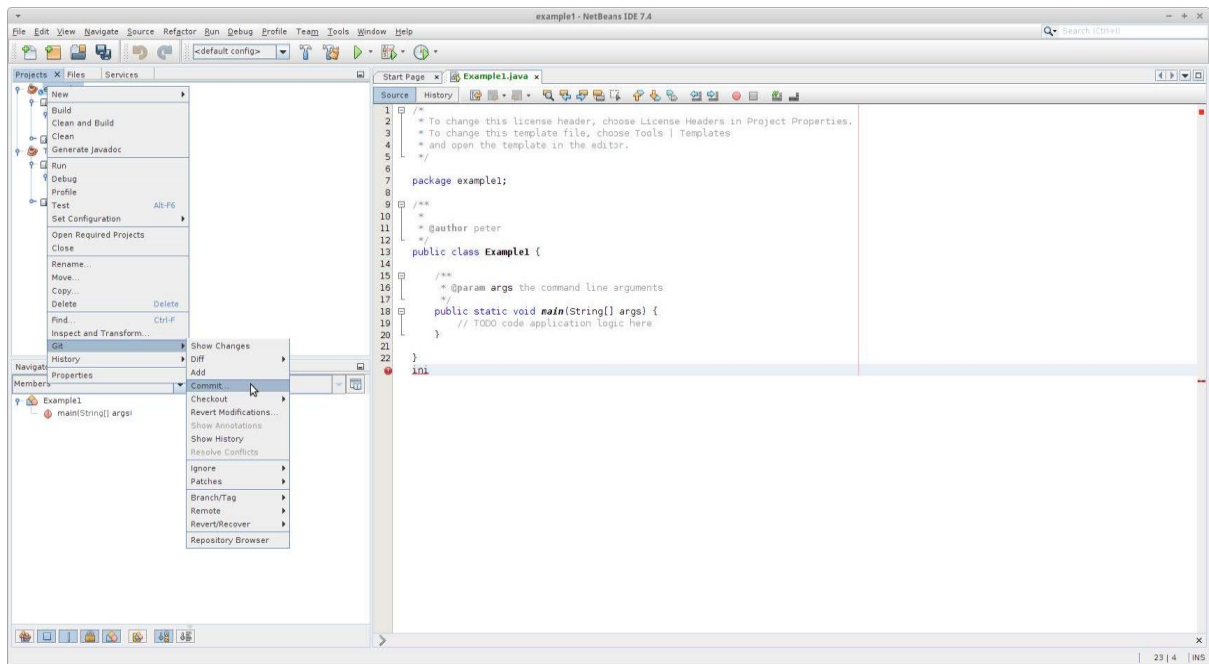 example1 - NetBeans IDE 7.4
File Edit View Navigate Source Refactor Run Debug Profile Team Tools Window Help
Search (Ctrl+I)
<default config>
Projects Files Services
New
Build
Clean and Build
Clean
Generate Javadoc
Run
Debug
Profile
Test Alt-F6
Set Configuration
Open Required Projects
Close
Rename...
Move...
Copy...
Delete Delete
Find... Ctrl-F
Inspect and Transform...
Git
History
Properties
Show Changes
Diff
Add
Commit...
Checkout
Revert Modifications...
Show Annotations
Show History
Resolve Conflicts
Ignore
Patches
Branch/Tag
Remote
Revert/Recover
Repository Browser
Navigat
Members
Example1
main(String[] args)
Start Page Example1.java
Source History
1 /*
2 * To change this license header, choose License Headers in Project Properties.
3 * To change this template file, choose Tools | Templates
4 * and open the template in the editor.
5 */
6
7 package example1;
8
9 /**
10 *
11 * @author peter
12 */
13 public class Example1 {
14
15 /**
16 * @param args the command line arguments
17 */
18 public static void main(String[] args) {
19 // TODO code application logic here
20 }
21
22 }
ini
23 | 4 INS